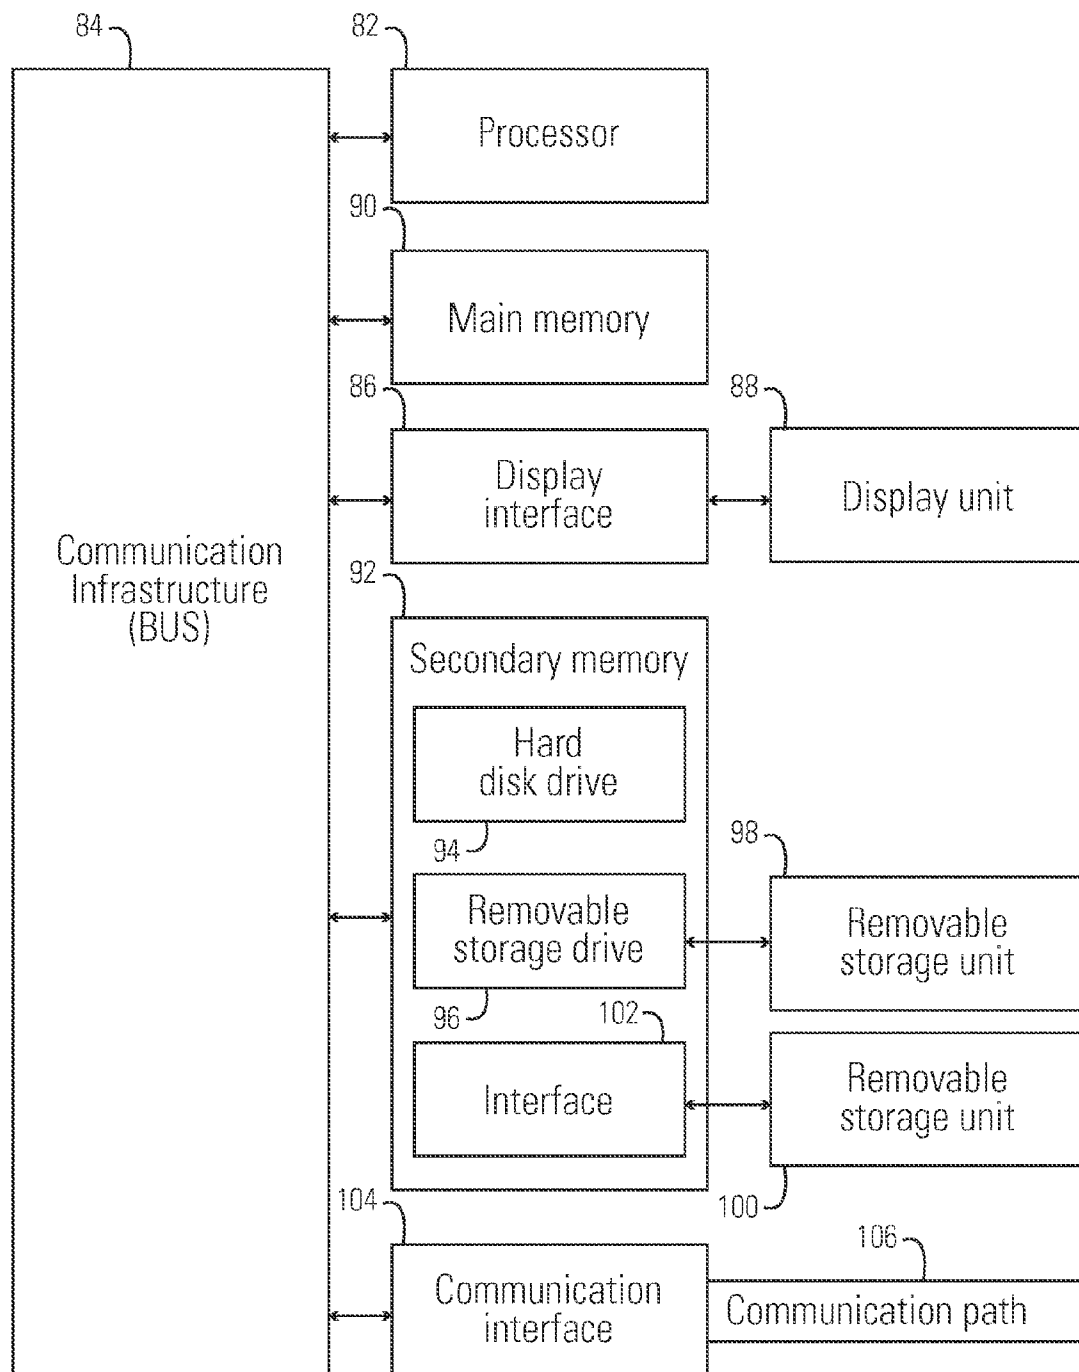 84
82
Processor
90
Main memory
86
88
Display
interface
Display unit
Communication
Infrastructure
(BUS)
92
Secondary memory
Hard
disk drive
94
98
Removable
storage drive
Removable
storage unit
96
102
Interface
Removable
storage unit
104
100
106
Communication
interface
Communication path